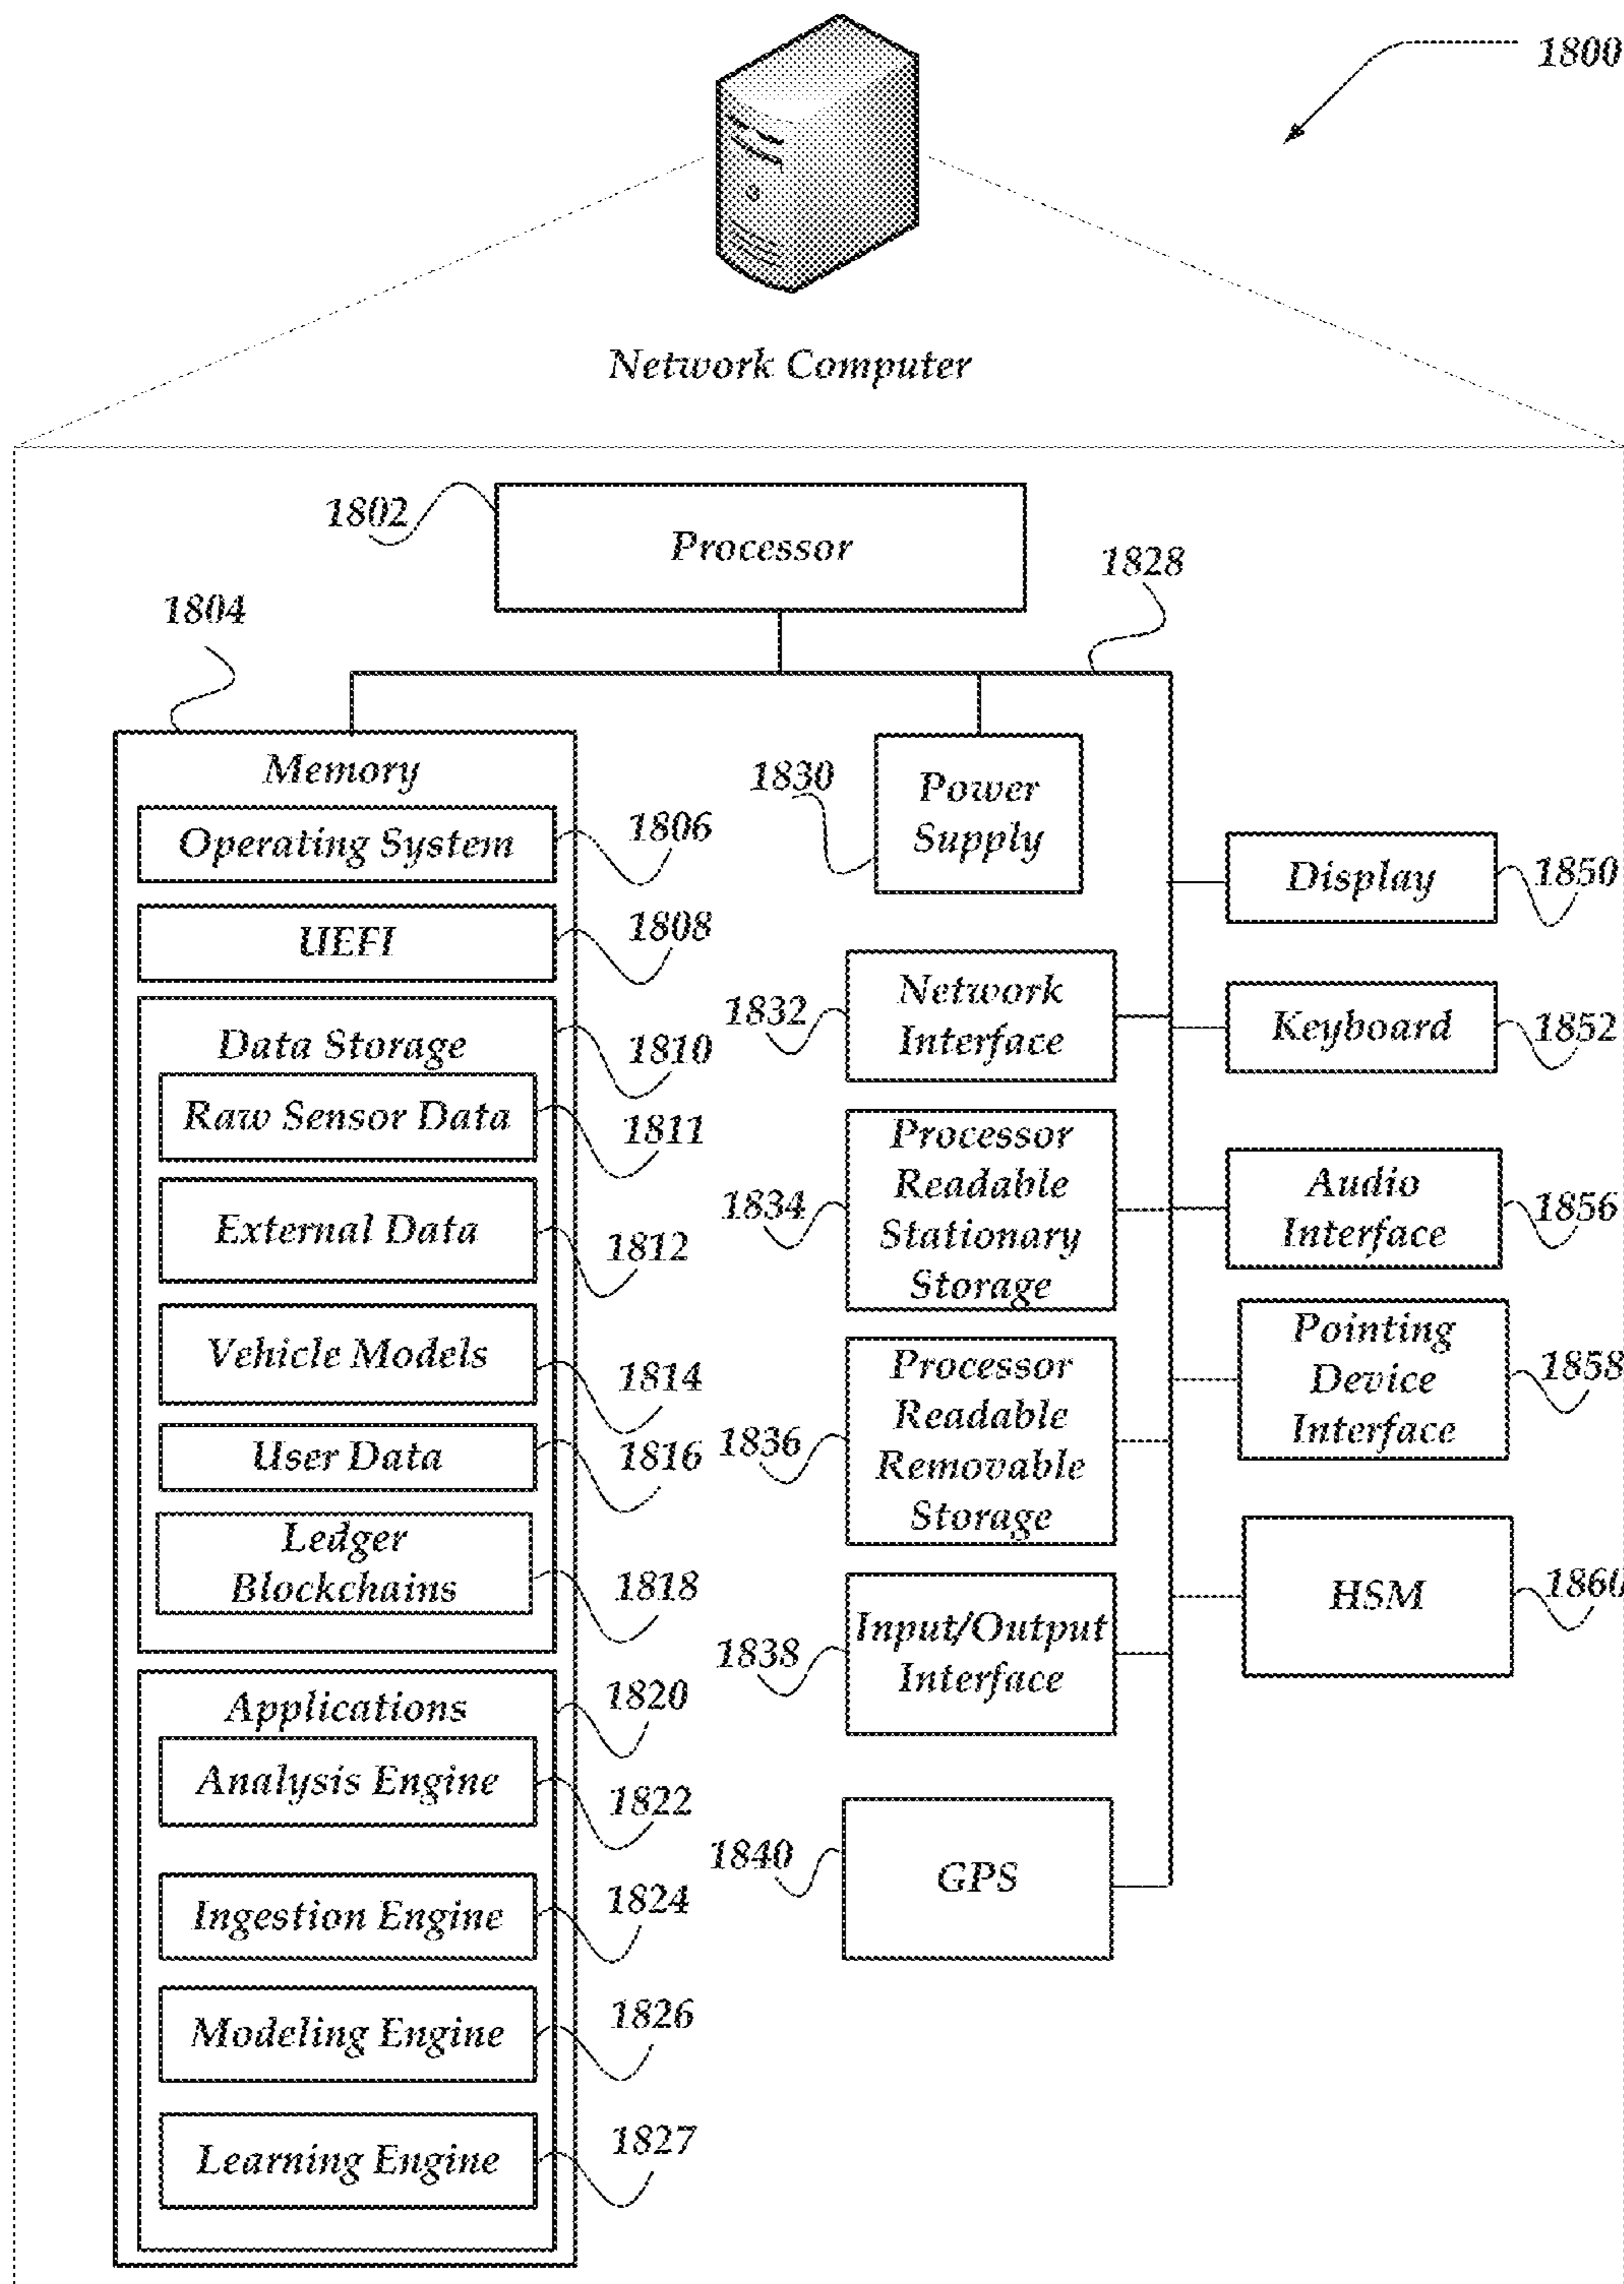 1800
Network Computer
1802
Processor
1828
1804
Memory
Operating System
1806
UEFI
1808
Data Storage
1810
Raw Sensor Data
1811
External Data
1812
Vehicle Models
1814
User Data
1816
Ledger
Blockchains
1818
Applications
1820
Analysis Engine
1822
Ingestion Engine
1824
Modeling Engine
1826
Learning Engine
1827
1830
Power
Supply
1832
Network
Interface
1834
Processor
Readable
Stationary
Storage
1836
Processor
Readable
Removable
Storage
1838
Input/Output
Interface
1840
GPS
Display
1850
Keyboard
1852
Audio
Interface
1856
Pointing
Device
Interface
1858
HSM
1860